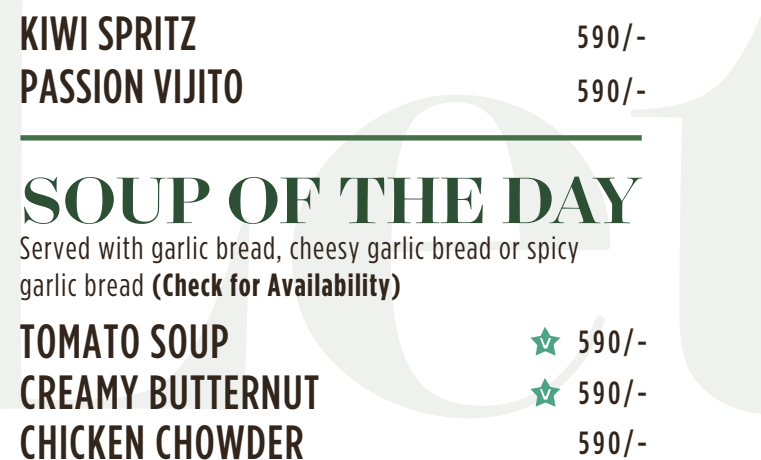 KIWI SPRITZ 590/-
PASSION VIJITO 590/-
SOUP OF THE DAY
Served with garlic bread, cheesy garlic bread or spicy
garlic bread (Check for Availability)
TOMATO SOUP V 590/-
CREAMY BUTTERNUT V 590/-
CHICKEN CHOWDER 590/-